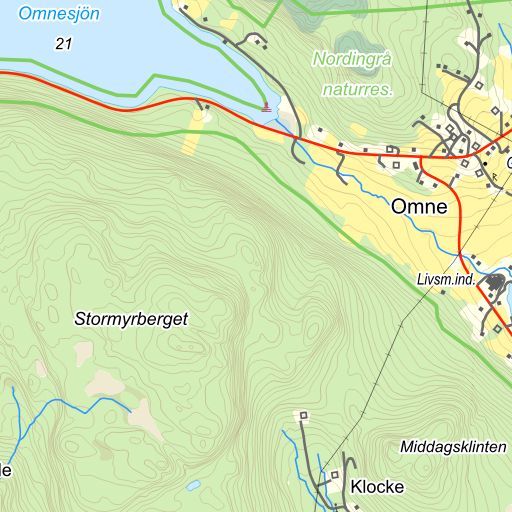 Omnesjön
21
Nordingrå
naturres.
Omne
Livsm.ind.
Stormyrberget
Middagsklinten
Klocke